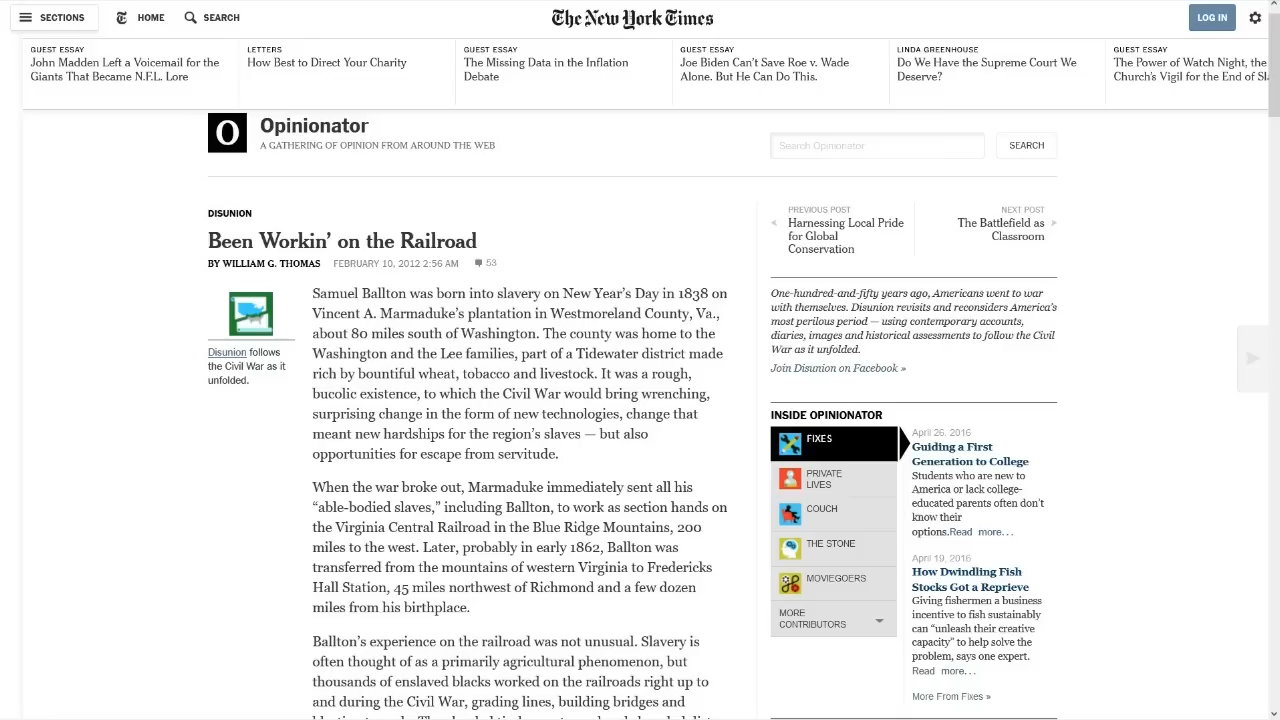 SECTIONS
HOME
SEARCH
The New York Times
LOG IN
GUEST ESSAY
John Madden Left a Voicemail for the
Giants That Became N.F.L. Lore
LETTERS
How Best to Direct Your Charity
GUEST ESSAY
The Missing Data in the Inflation
Debate
GUEST ESSAY
Joe Biden Can't Save Roe v. Wade
Alone. But He Can Do This.
LINDA GREENHOUSE
Do We Have the Supreme Court We
Deserve?
GUEST ESSAY
The Power of Watch Night, the
Church's Vigil for the End of
O
Opinionator
A GATHERING OF OPINION FROM AROUND THE WEB
Search Opinionator
SEARCH
DISUNION
Been Workin' on the Railroad
BY WILLIAM G. THOMAS FEBRUARY 10, 2012 2:56 AM 53
Disunion follows
the Civil War as it
unfolded.
Samuel Ballton was born into slavery on New Year's Day in 1838 on
Vincent A. Marmaduke's plantation in Westmoreland County, Va.,
about 80 miles south of Washington. The county was home to the
Washington and the Lee families, part of a Tidewater district made
rich by bountiful wheat, tobacco and livestock. It was a rough,
bucolic existence, to which the Civil War would bring wrenching,
surprising change in the form of new technologies, change that
meant new hardships for the region's slaves — but also
opportunities for escape from servitude.
When the war broke out, Marmaduke immediately sent all his
“able-bodied slaves,” including Ballton, to work as section hands on
the Virginia Central Railroad in the Blue Ridge Mountains, 200
miles to the west. Later, probably in early 1862, Ballton was
transferred from the mountains of western Virginia to Fredericks
Hall Station, 45 miles northwest of Richmond and a few dozen
miles from his birthplace.
Ballton's experience on the railroad was not unusual. Slavery is
often thought of as a primarily agricultural phenomenon, but
thousands of enslaved blacks worked on the railroads right up to
and during the Civil War, grading lines, building bridges and
PREVIOUS POST
Harnessing Local Pride
for Global
Conservation
NEXT POST
The Battlefield as
Classroom
One-hundred-and-fifty years ago, Americans went to war
with themselves. Disunion revisits and reconsiders America's
most perilous period — using contemporary accounts,
diaries, images and historical assessments to follow the Civil
War as it unfolded.
Join Disunion on Facebook »
INSIDE OPINIONATOR
FIXES
PRIVATE
LIVES
COUCH
THE STONE
MOVIEGOERS
MORE
CONTRIBUTORS
April 26, 2016
Guiding a First
Generation to College
Students who are new to
America or lack college-
educated parents often don't
know their
options.Read more…
April 19, 2016
How Dwindling Fish
Stocks Got a Reprieve
Giving fishermen a business
incentive to fish sustainably
can “unleash their creative
capacity” to help solve the
problem, says one expert.
Read more…
More From Fixes »